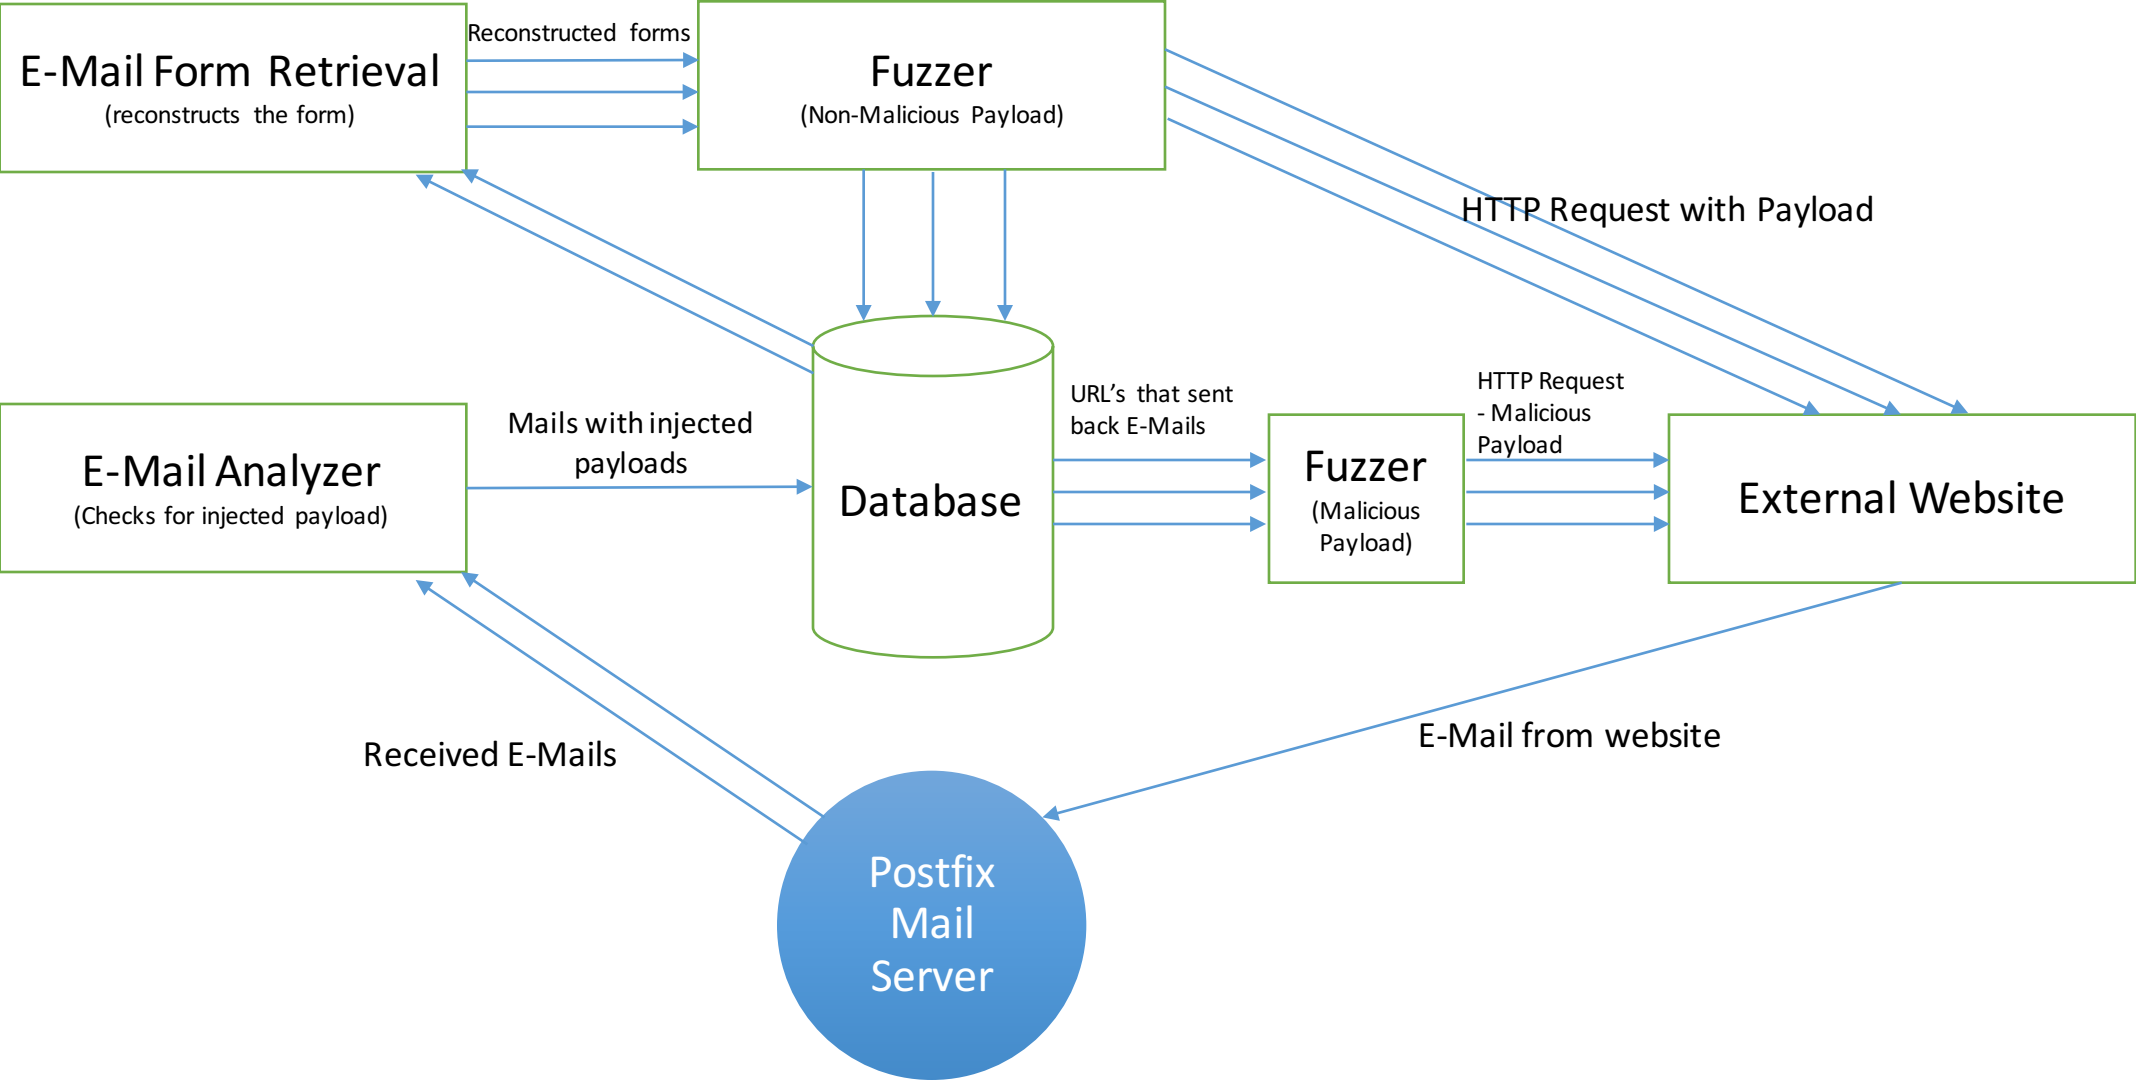 E-Mail Form Retrieval
(reconstructs the form)
Reconstructed forms
Fuzzer
(Non-Malicious Payload)
HTTP Request with Payload
E-Mail Analyzer
(Checks for injected payload)
Mails with injected
payloads
Database
URL’s that sent
back E-Mails
Fuzzer
(Malicious
Payload)
HTTP Request
- Malicious
Payload
External Website
Received E-Mails
E-Mail from website
Postfix
Mail
Server